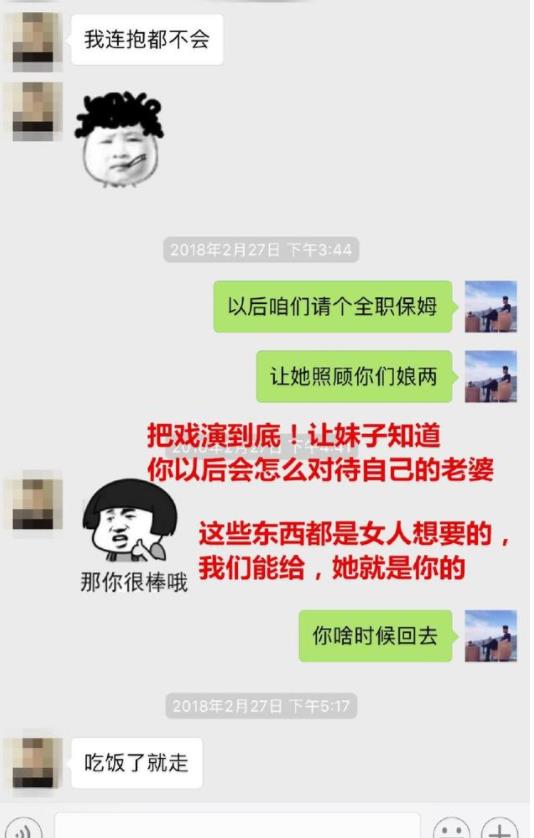 我连抱都不会
2018年2月27日 下午3:44
以后咱们请个全职保姆
让她照顾你们娘两
把戏演到底！让妹子知道
2018年2月27日 下午4:41
你以后会怎么对待自己的老婆
这些东西都是女人想要的，
我们能给，她就是你的
那你很棒哦
你啥时候回去
2018年2月27日 下午5:17
吃饭了就走